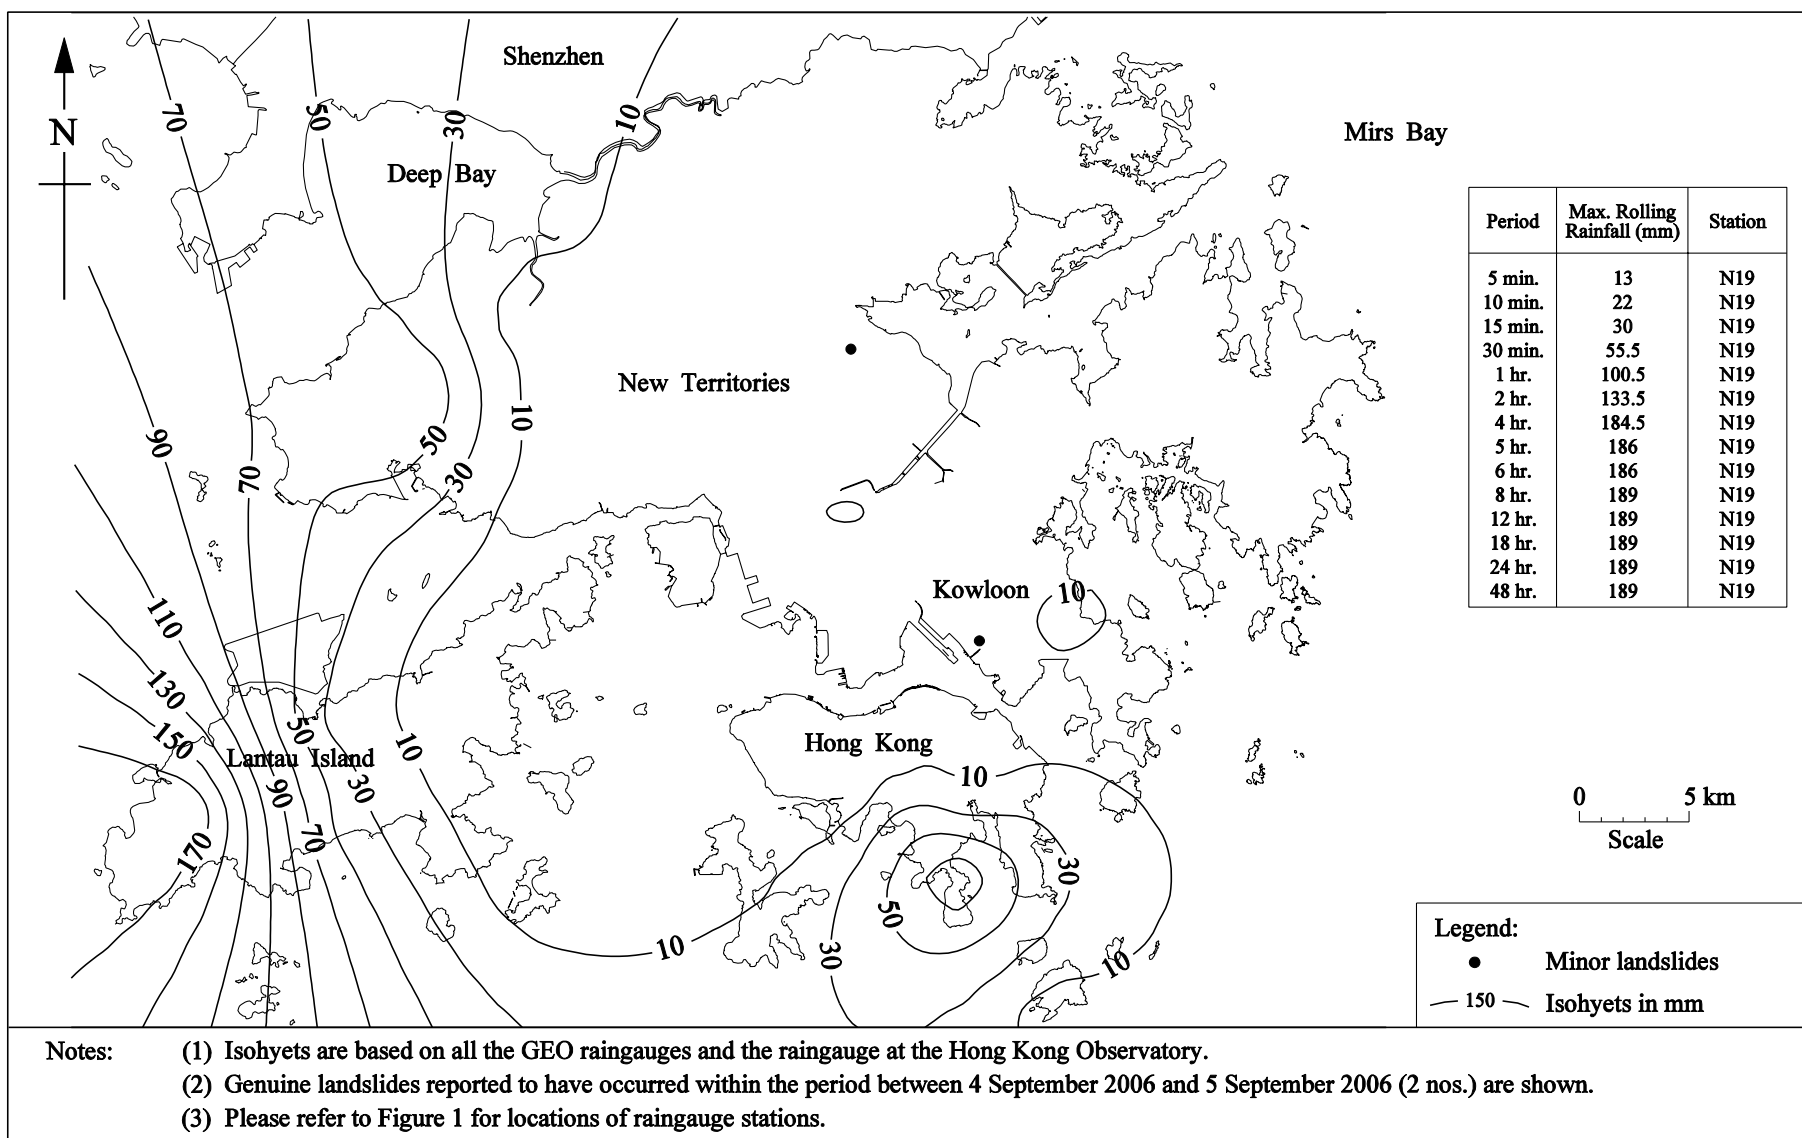 Shenzhen
Mirs Bay
N
70
50
30
10
Deep Bay
Period Max. Rolling Rainfall (mm) Station
5 min. 13 N19
10 min. 22 N19
15 min. 30 N19
30 min. 55.5 N19
1 hr. 100.5 N19
2 hr. 133.5 N19
4 hr. 184.5 N19
5 hr. 186 N19
6 hr. 186 N19
8 hr. 189 N19
12 hr. 189 N19
18 hr. 189 N19
24 hr. 189 N19
48 hr. 189 N19
New Territories
90
70
50
30
10
Kowloon
10
110
130
150
50
10
Lantau Island
Hong Kong
90
30
10
70
170
30
50
30
10
10
0 5 km
Scale
Legend:
Minor landslides
150 Isohyets in mm
Notes: (1) Isohyets are based on all the GEO raingauges and the raingauge at the Hong Kong Observatory.
(2) Genuine landslides reported to have occurred within the period between 4 September 2006 and 5 September 2006 (2 nos.) are shown.
(3) Please refer to Figure 1 for locations of raingauge stations.